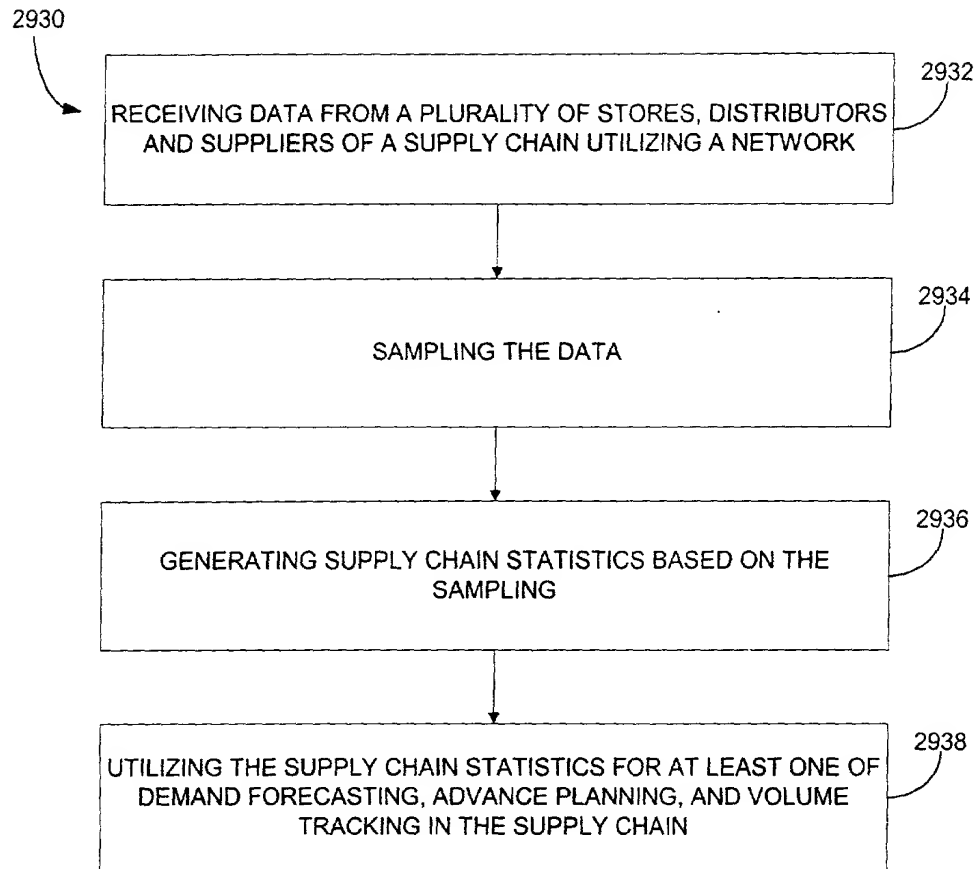 2930
2932
RECEIVING DATA FROM A PLURALITY OF STORES, DISTRIBUTORS
AND SUPPLIERS OF A SUPPLY CHAIN UTILIZING A NETWORK
2934
SAMPLING THE DATA
2936
GENERATING SUPPLY CHAIN STATISTICS BASED ON THE
SAMPLING
2938
UTILIZING THE SUPPLY CHAIN STATISTICS FOR AT LEAST ONE OF
DEMAND FORECASTING, ADVANCE PLANNING, AND VOLUME
TRACKING IN THE SUPPLY CHAIN